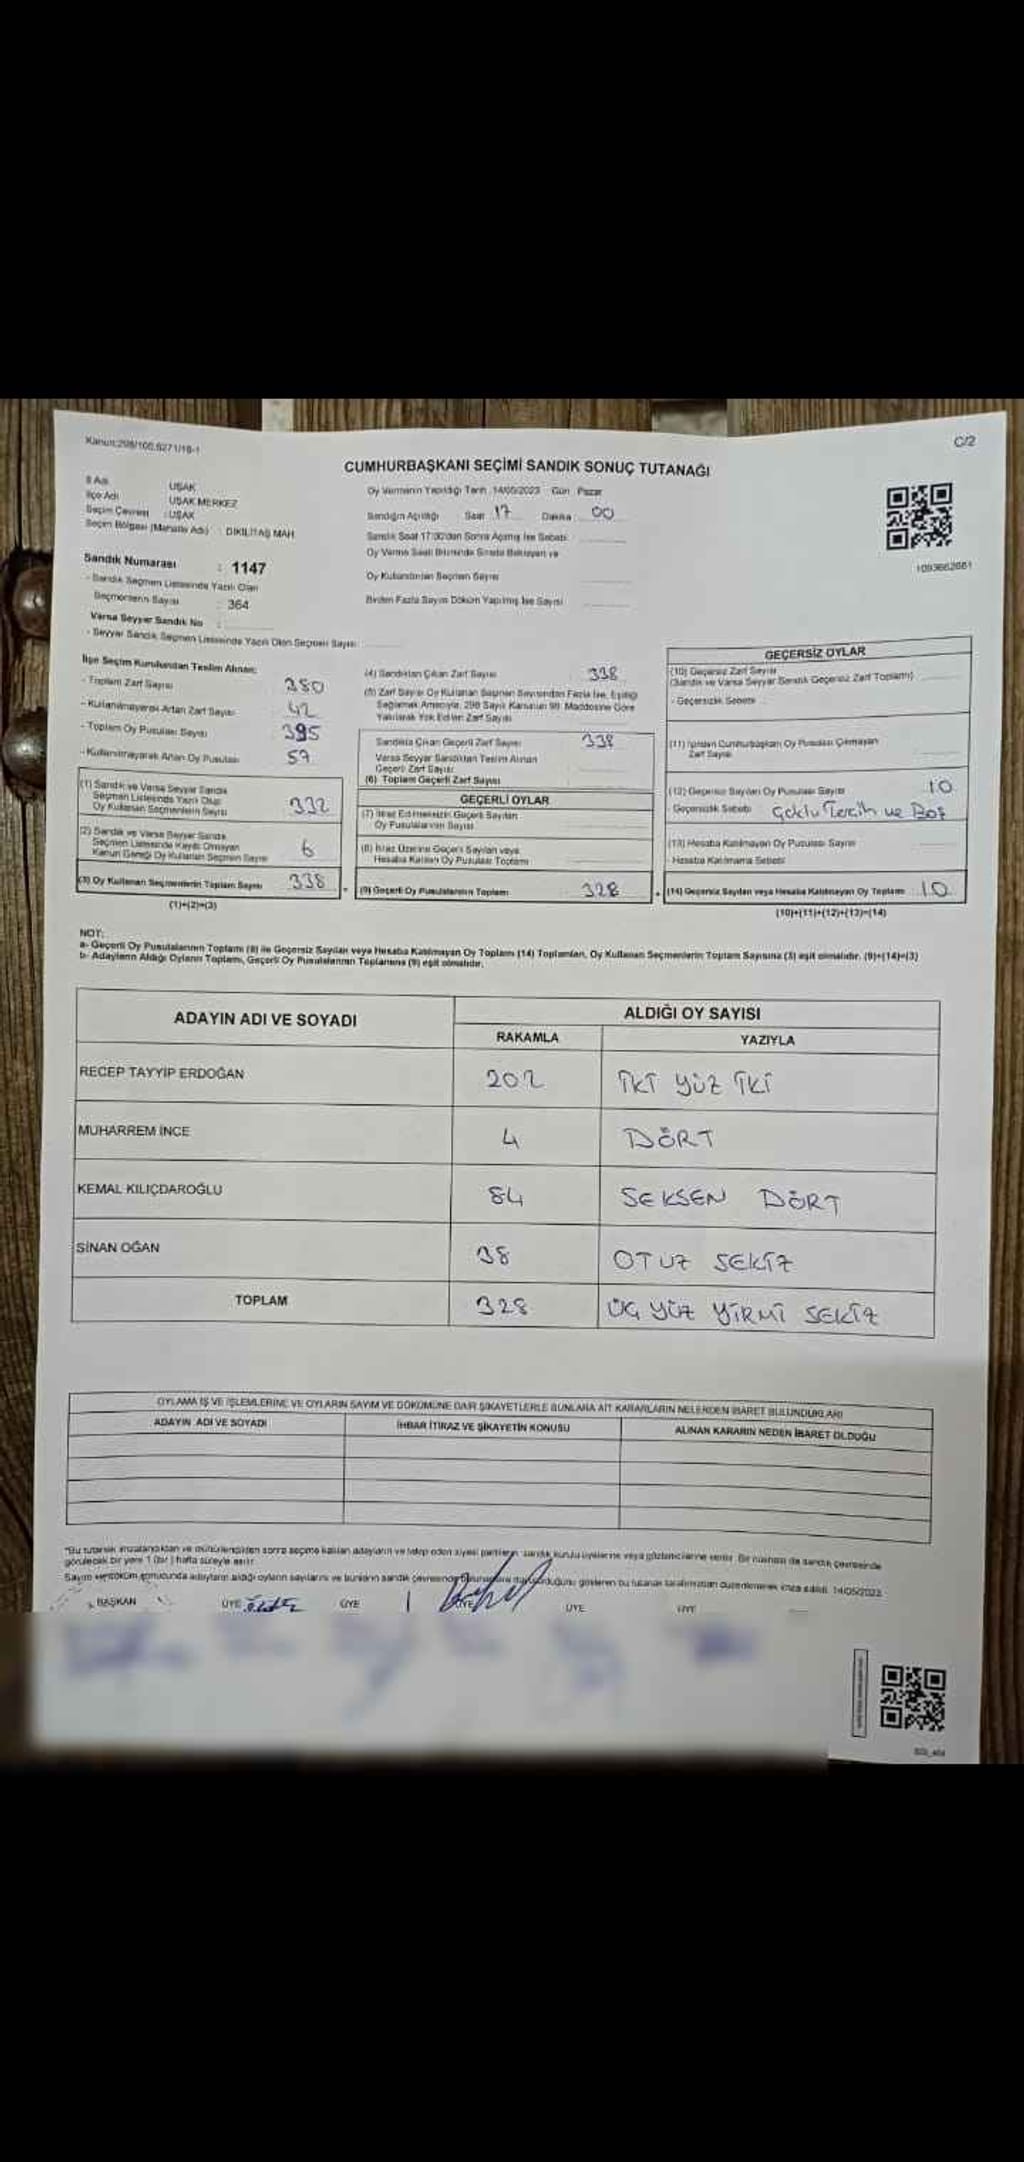 Kanun:298/105,6271/18-1
C/2
CUMHURBAŞKANI SEÇİMİ SANDIK SONUÇ TUTANAĞI
İl Adı : UŞAK
İlçe Adı : UŞAK MERKEZ
Seçim Çevresi : UŞAK
Seçim Bölgesi (Mahalle Adı) : DİKİLİTAŞ MAH
Oy Vermenin Yapıldığı Tarih 14/05/2023 Gün Pazar
Sandığın Açıldığı Saat 17 Dakika 00
Sandık Saat 17:00'den Sonra Açılmış İse Sebebi
Oy Verme Saati Bitiminde Sırada Bekleyen ve
Oy Kullandırılan Seçmen Sayısı
Birden Fazla Sayım Döküm Yapılmış İse Sayısı
1093662661
Sandık Numarası : 1147
- Sandık Seçmen Listesinde Yazılı Olan
Seçmenlerin Sayısı : 364
Varsa Seyyar Sandık No :
- Seyyar Sandık Seçmen Listesinde Yazılı Olan Seçmen Sayısı
İlçe Seçim Kurulundan Teslim Alınan:
- Toplam Zarf Sayısı 380
- Kullanılmayarak Artan Zarf Sayısı 42
- Toplam Oy Pusulası Sayısı 395
- Kullanılmayarak Artan Oy Pusulası 57
(1) Sandık ve Varsa Seyyar Sandık
Seçmen Listesinde Yazılı Olup
Oy Kullanan Seçmenlerin Sayısı 332
(2) Sandık ve Varsa Seyyar Sandık
Seçmen Listesinde Kayıtlı Olmayan
Kanun Gereği Oy Kullanan Seçmen Sayısı 6
(3) Oy Kullanan Seçmenlerin Toplam Sayısı 338
(1)+(2)=(3)
(4) Sandıktan Çıkan Zarf Sayısı 338
(5) Zarf Sayısı Oy Kullanan Seçmen Sayısından Fazla İse, Eşitliği
Sağlamak Amacıyla, 298 Sayılı Kanunun 98. Maddesine Göre
Yakılarak Yok Edilen Zarf Sayısı
Sandıkta Çıkan Geçerli Zarf Sayısı 338
Varsa Seyyar Sandıktan Teslim Alınan
Geçerli Zarf Sayısı
(6) Toplam Geçerli Zarf Sayısı
GEÇERLİ OYLAR
(7) İtiraz Edilmeksizin Geçerli Sayılan
Oy Pusulalarının Sayısı
(8) İtiraz Üzerine Geçerli Sayılan veya
Hesaba Katılan Oy Pusulası Toplamı
(9) Geçerli Oy Pusulalarının Toplamı 328
GEÇERSİZ OYLAR
(10) Geçersiz Zarf Sayısı
(Sandık ve Varsa Seyyar Sandık Geçersiz Zarf Toplamı)
- Geçersizlik Sebebi
(11) İçinden Cumhurbaşkanı Oy Pusulası Çıkmayan
Zarf Sayısı
(12) Geçersiz Sayılan Oy Pusulası Sayısı 10
- Geçersizlik Sebebi Çoklu Tercih ve Boş
(13) Hesaba Katılmayan Oy Pusulası Sayısı
Hesaba Katılmama Sebebi
(14) Geçersiz Sayılan veya Hesaba Katılmayan Oy Toplamı 10
(10)+(11)+(12)+(13)=(14)
NOT:
a- Geçerli Oy Pusulalarının Toplamı (9) ile Geçersiz Sayılan veya Hesaba Katılmayan Oy Toplamı (14) Toplamları, Oy Kullanan Seçmenlerin Toplam Sayısına (3) eşit olmalıdır. (9)+(14)=(3)
b- Adayların Aldığı Oyların Toplamı, Geçerli Oy Pusulalarının Toplamına (9) eşit olmalıdır.
ADAYIN ADI VE SOYADI
ALDIĞI OY SAYISI
RAKAMLA YAZIYLA
RECEP TAYYİP ERDOĞAN 202 İKİ YÜZ İKİ
MUHARREM İNCE 4 DÖRT
KEMAL KILIÇDAROĞLU 84 SEKSEN DÖRT
SİNAN OĞAN 38 OTUZ SEKİZ
TOPLAM 328 ÜÇ YÜZ YİRMİ SEKİZ
OYLAMA İŞ VE İŞLEMLERİNE VE OYLARIN SAYIM VE DÖKÜMÜNE DAİR ŞİKAYETLERLE BUNLARA AİT KARARLARIN NELERDEN İBARET BULUNDUKLARI
ADAYIN ADI VE SOYADI İHBAR İTİRAZ VE ŞİKAYETİN KONUSU ALINAN KARARIN NEDEN İBARET OLDUĞU
*Bu tutanak imzalandıktan ve mühürlendikten sonra seçime katılan adayların ve talep eden siyasi partilerin sandık kurulu üyelerine veya gözlemcilerine verilir. Bir nüshası da sandık çevresinde
görülecek bir yere 1 (bir) hafta süreyle asılır.
Sayım ve döküm sonucunda adayların aldığı oyların sayılarını ve bunların sandık çevresinde gösteren bu tutanak tarafımızdan düzenlenerek imza edildi. 14/05/2023
BAŞKAN ÜYE ÜYE ÜYE ÜYE ÜYE